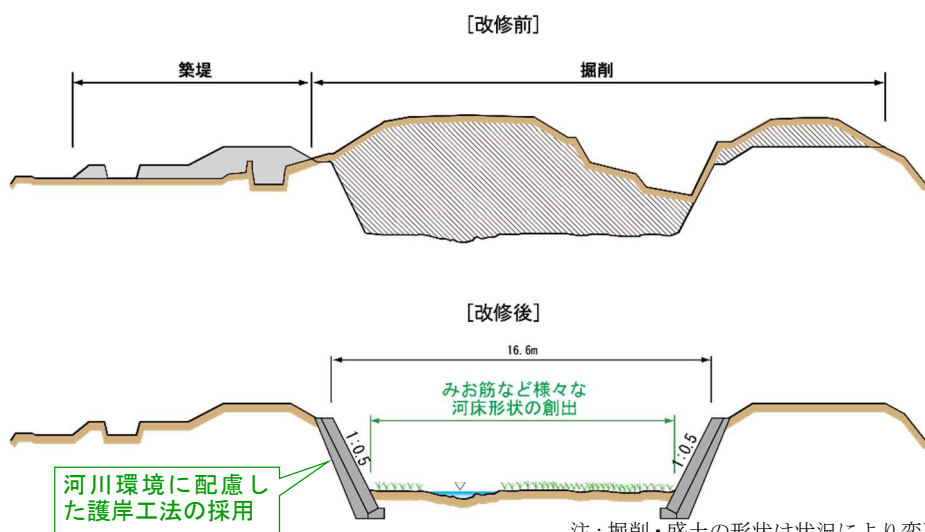 [改修前]
築堤
掘削
[改修後]
16.6m
みお筋など様々な
河床形状の創出
1:0.5
1:0.5
河川環境に配慮し
た護岸工法の採用
注:掘削・盛土の形状は状況により変